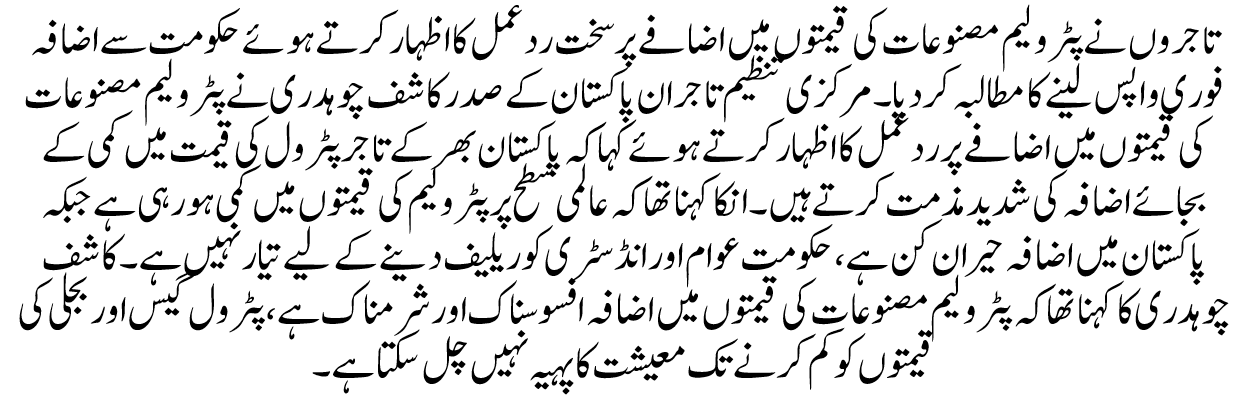 تاجروں نے پٹرولیم مصنوعات کی قیمتوں میں اضافے پر سخت ردعمل کا اظہار کرتے ہوئے حکومت سے اضافہ
فوری واپس لینے کا مطالبہ کر دیا۔ مرکزی تنظیم تاجران پاکستان کے صدر کاشف چوہدری نے پٹرولیم مصنوعات
کی قیمتوں میں اضافے پر ردعمل کا اظہار کرتے ہوئے کہا کہ پاکستان بھر کے تاجر پٹرول کی قیمت میں کمی کے
بجائے اضافہ کی شدید مذمت کرتے ہیں۔ انکا کہنا تھا کہ عالمی سطح پر پٹرولیم کی قیمتوں میں کمی ہو رہی ہے جبکہ
پاکستان میں اضافہ حیران کن ہے، حکومت عوام اور انڈسٹری کو ریلیف دینے کے لیے تیار نہیں ہے۔ کاشف
چوہدری کا کہنا تھا کہ پٹرولیم مصنوعات کی قیمتوں میں اضافہ افسوسناک اور شرمناک ہے، پٹرول گیس اور بجلی کی
قیمتوں کو کم کرنے تک معیشت کا پہیہ نہیں چل سکتا ہے۔